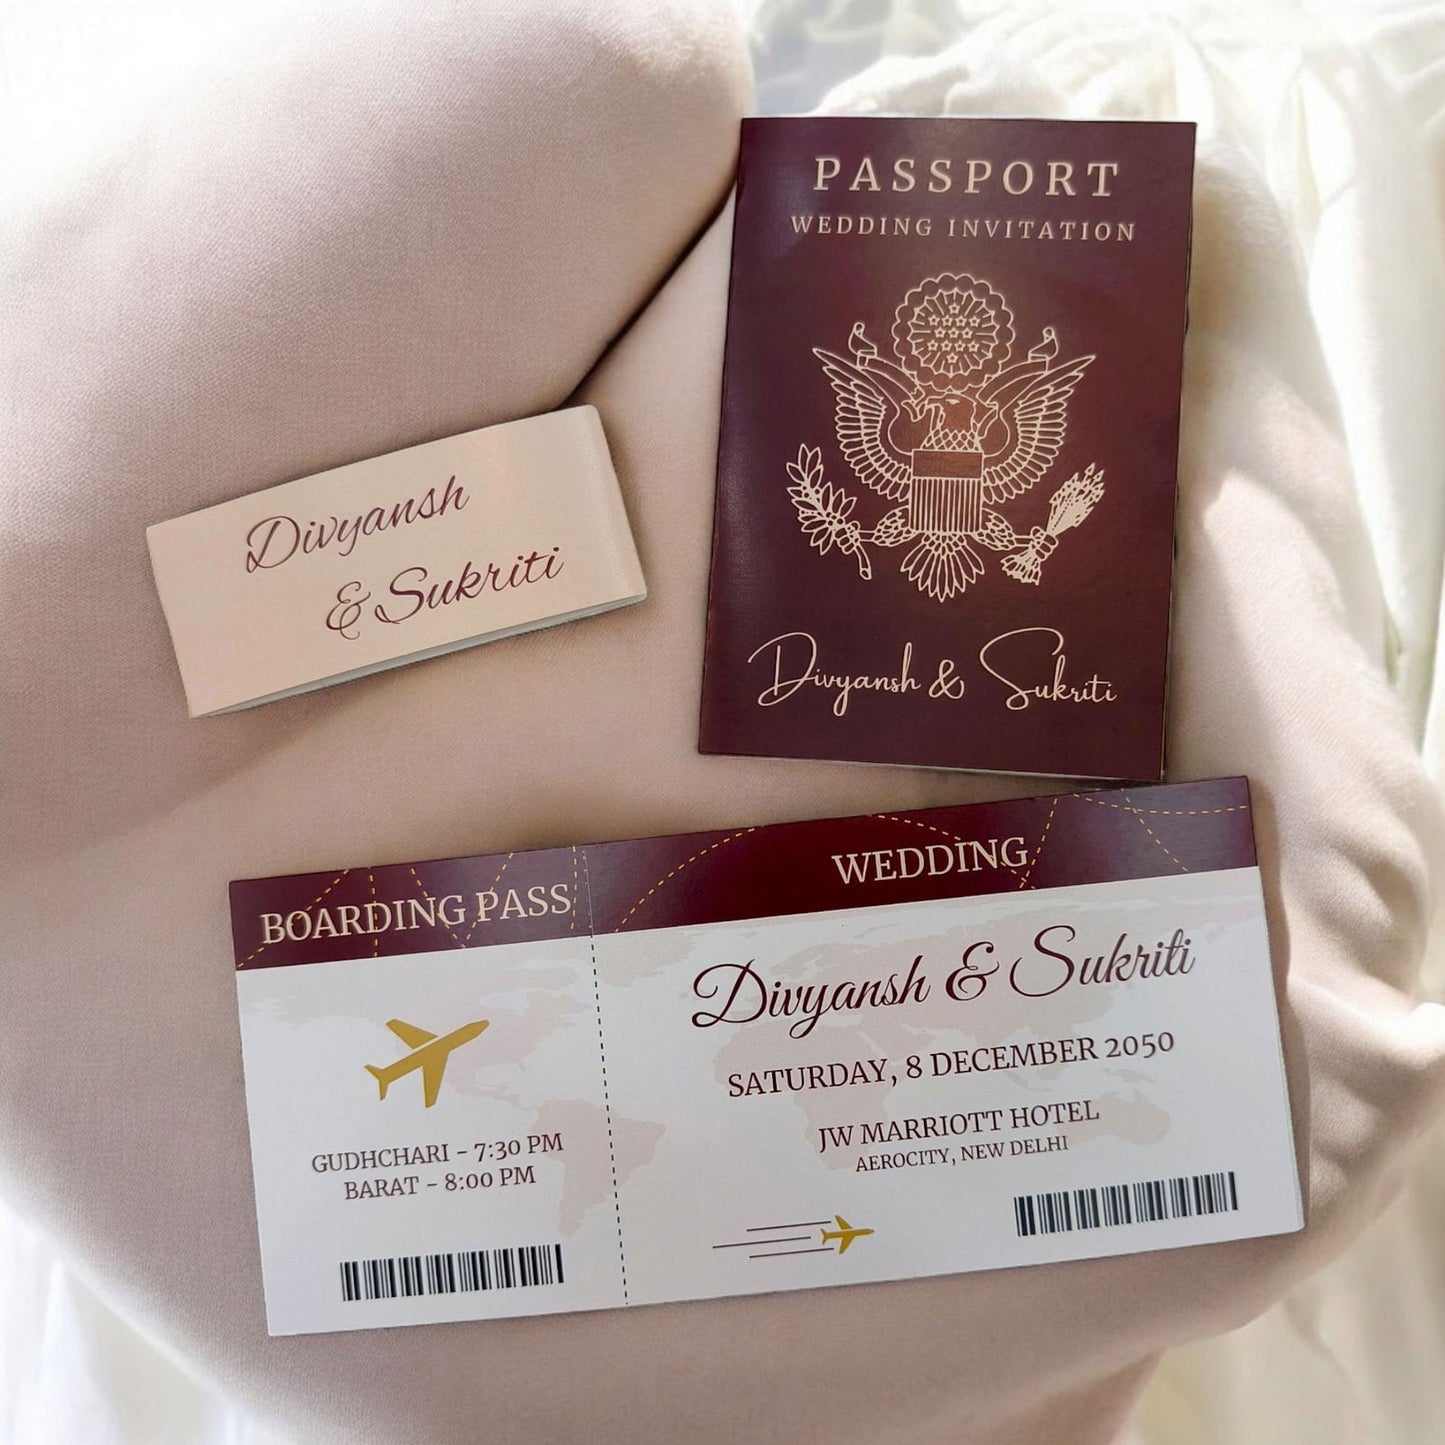 PASSPORT
WEDDING INVITATION
Divyansh & Sukriti
Divyansh
& Sukriti
BOARDING PASS
GUDHCHARI - 7:30 PM
BARAT - 8:00 PM
WEDDING
Divyansh & Sukriti
SATURDAY, 8 DECEMBER 2050
JW MARRIOTT HOTEL
AEROCITY, NEW DELHI